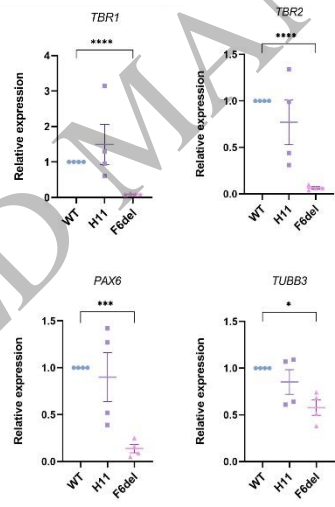 TBR1
****
Relative expression
4
3
2
1
0
WT
H11
F6del
TBR2
****
Relative expression
1.5
1.0
0.5
0.0
WT
H11
F6del
PAX6
***
Relative expression
1.5
1.0
0.5
0.0
WT
H11
F6del
TUBB3
*
Relative expression
1.5
1.0
0.5
0.0
WT
H11
F6del
D MA